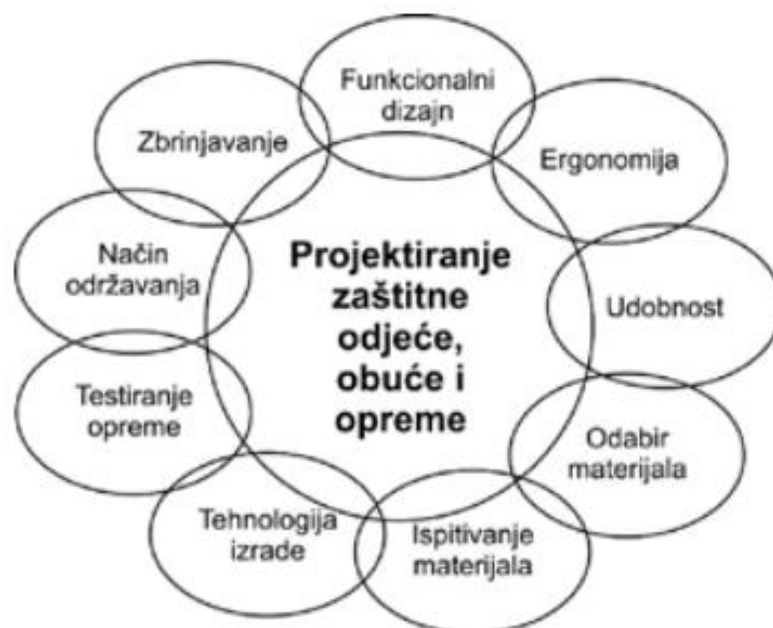 Funkcionalni
dizajn
Ergonomija
Udobnost
Odabir
materijala
Ispitivanje
materijala
Tehnologija
izrade
Testiranje
opreme
Način
održavanja
Zbrinjavanje
Projektiranje
zaštitne
odjeće,
obuće i
opreme